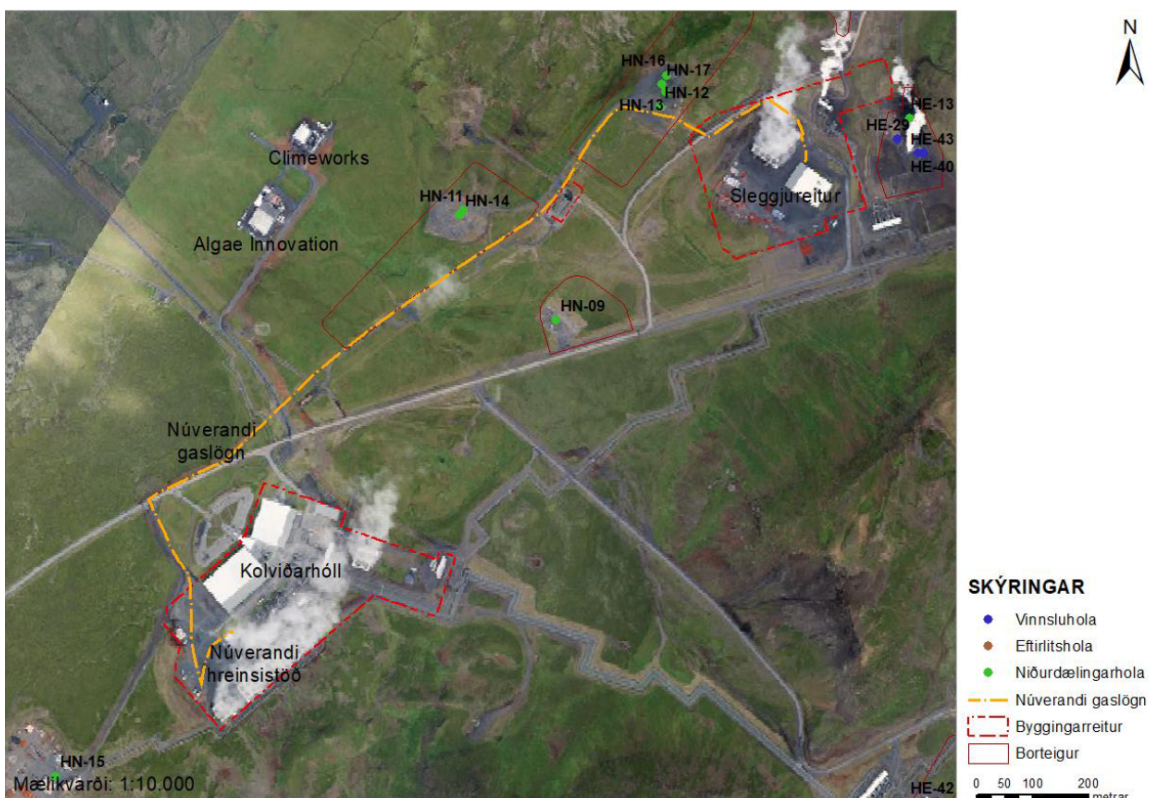 N
HN-16
HN-17
HN-12
HN-13
HE-13
HE-29
HE-43
HE-40
Climeworks
Sleggjureitur
HN-11
HN-14
Algae Innovation
HN-09
Núverandi
gaslögn
Kolviðarhóll
Núverandi
hreinsistöð
HN-15
Mælikvarði: 1:10.000
HE-42
SKÝRINGAR
Vinnsluhola
Eftirlitshola
Niðurdælingarhola
Núverandi gaslögn
Byggingarreitur
Borteigur
0 50 100 200
metrar